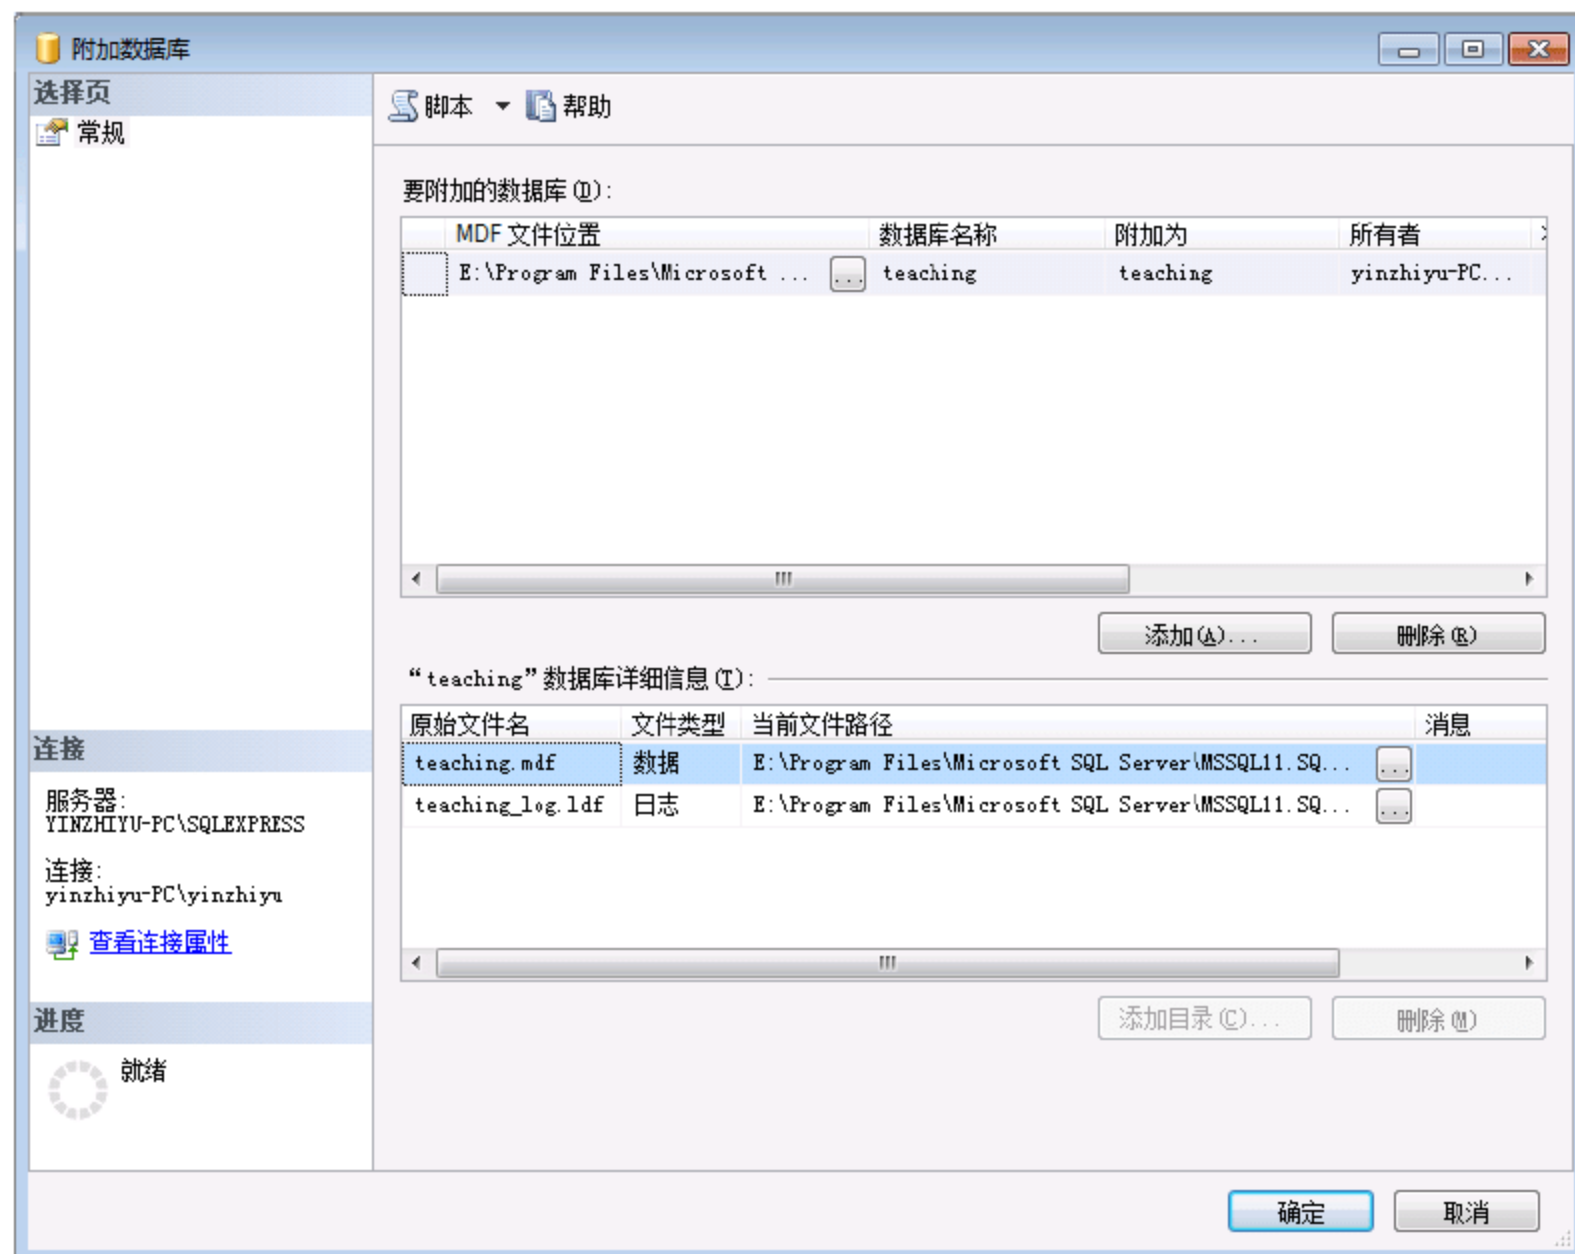 附加数据库
选择页
常规
脚本 帮助
要附加的数据库(D):
MDF 文件位置 数据库名称 附加为 所有者
E:\Program Files\Microsoft ... ... teaching teaching yinzhiyu-PC...
添加(A)... 删除(R)
“teaching”数据库详细信息(T):
原始文件名 文件类型 当前文件路径 消息
teaching.mdf 数据 E:\Program Files\Microsoft SQL Server\MSSQL11.SQ... ...
teaching_log.ldf 日志 E:\Program Files\Microsoft SQL Server\MSSQL11.SQ... ...
添加目录(C)... 删除(M)
连接
服务器:
YINZHIYU-PC\SQLEXPRESS
连接:
yinzhiyu-PC\yinzhiyu
查看连接属性
进度
就绪
确定 取消